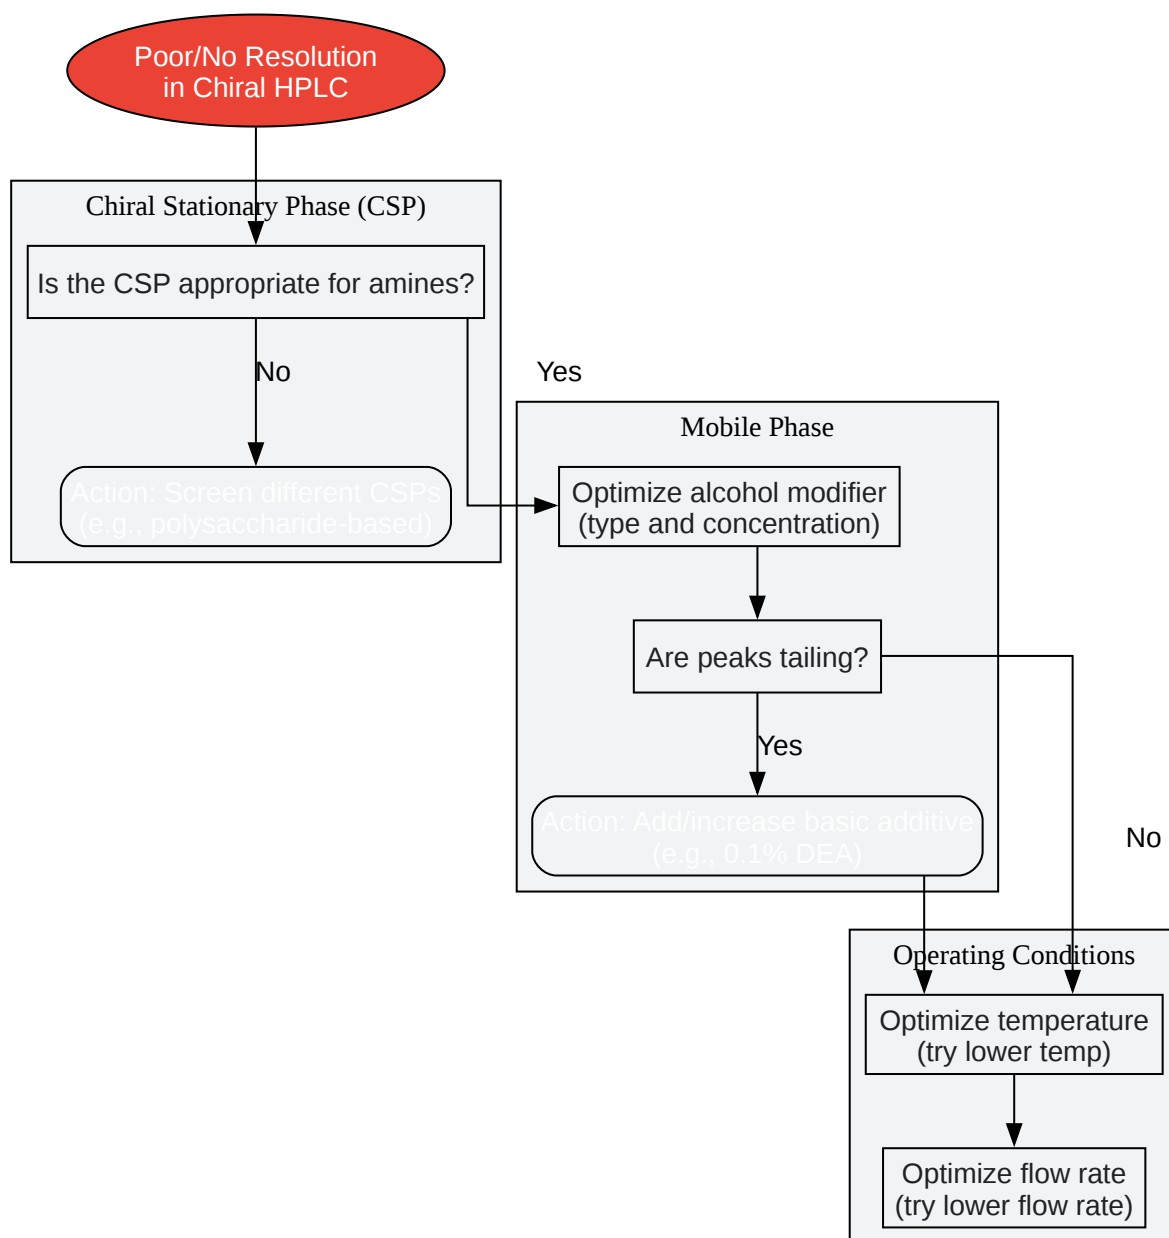 Poor/No Resolution
in Chiral HPLC
Chiral Stationary Phase (CSP)
Is the CSP appropriate for amines?
No
Yes
Action: Screen different CSPs
(e.g., polysaccharide-based)
Mobile Phase
Optimize alcohol modifier
(type and concentration)
Are peaks tailing?
Yes
No
Action: Add/increase basic additive
(e.g., 0.1% DEA)
Operating Conditions
Optimize temperature
(try lower temp)
Optimize flow rate
(try lower flow rate)